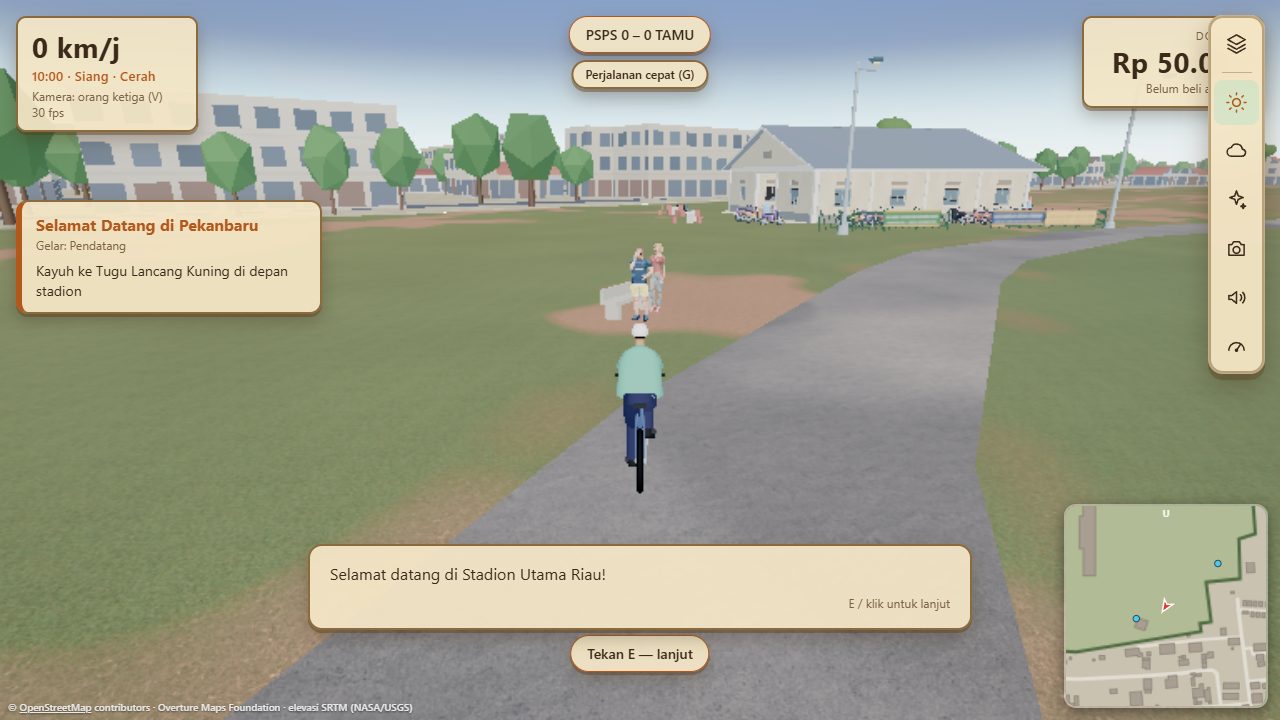 0 km/j
10:00 · Siang · Cerah
Kamera: orang ketiga (V)
30 fps
PSPS 0 – 0 TAMU
Perjalanan cepat (G)
Rp 50.0
Belum beli a
Selamat Datang di Pekanbaru
Gelar: Pendatang
Kayuh ke Tugu Lancang Kuning di depan
stadion
Selamat datang di Stadion Utama Riau!
E / klik untuk lanjut
Tekan E — lanjut
U
© OpenStreetMap contributors · Overture Maps Foundation · elevasi SRTM (NASA/USGS)